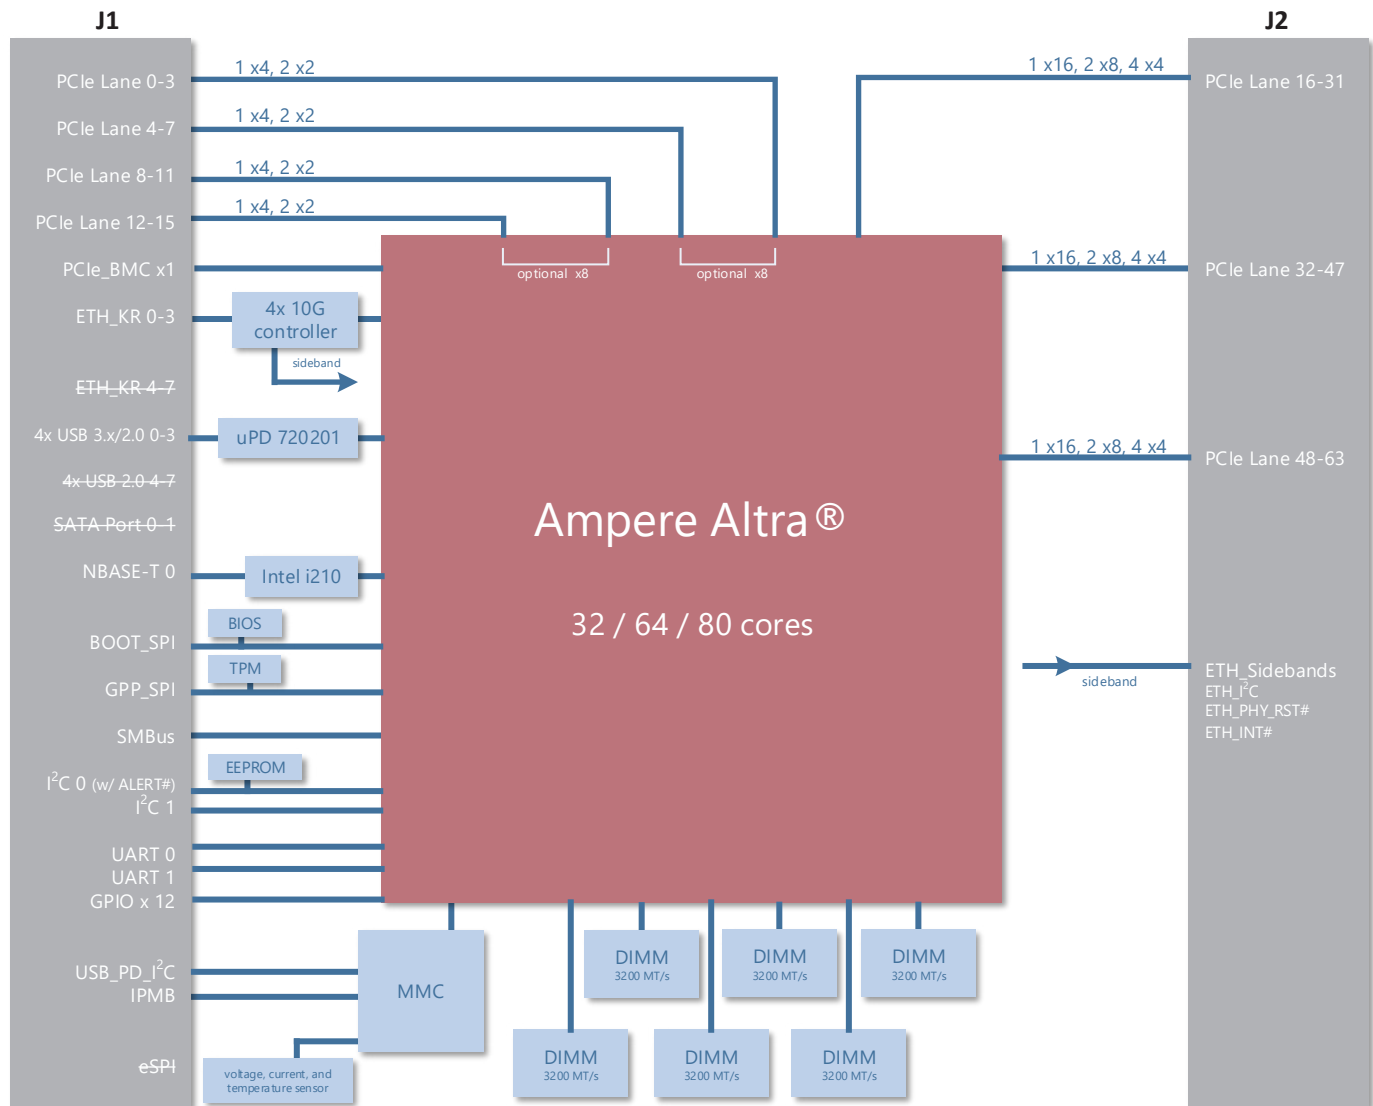 J1
J2
PCIe Lane 0-3
1 x4, 2 x2
PCIe Lane 4-7
1 x4, 2 x2
PCIe Lane 8-11
1 x4, 2 x2
PCIe Lane 12-15
1 x4, 2 x2
PCIe_BMC x1
ETH_KR 0-3
4x 10G
controller
sideband
ETH_KR 4-7
4x USB 3.x/2.0 0-3
uPD 720201
4x USB 2.0 4-7
SATA Port 0-1
NBASE-T 0
Intel i210
BIOS
BOOT_SPI
TPM
GPP_SPI
SMBus
EEPROM
I²C 0 (w/ ALERT#)
I²C 1
UART 0
UART 1
GPIO x 12
USB_PD_I²C
IPMB
MMC
eSPI
voltage, current, and
temperature sensor
optional x8
optional x8
Ampere Altra®
32 / 64 / 80 cores
DIMM
3200 MT/s
DIMM
3200 MT/s
DIMM
3200 MT/s
DIMM
3200 MT/s
DIMM
3200 MT/s
DIMM
3200 MT/s
1 x16, 2 x8, 4 x4
PCIe Lane 16-31
1 x16, 2 x8, 4 x4
PCIe Lane 32-47
1 x16, 2 x8, 4 x4
PCIe Lane 48-63
sideband
ETH_Sidebands
ETH_I²C
ETH_PHY_RST#
ETH_INT#